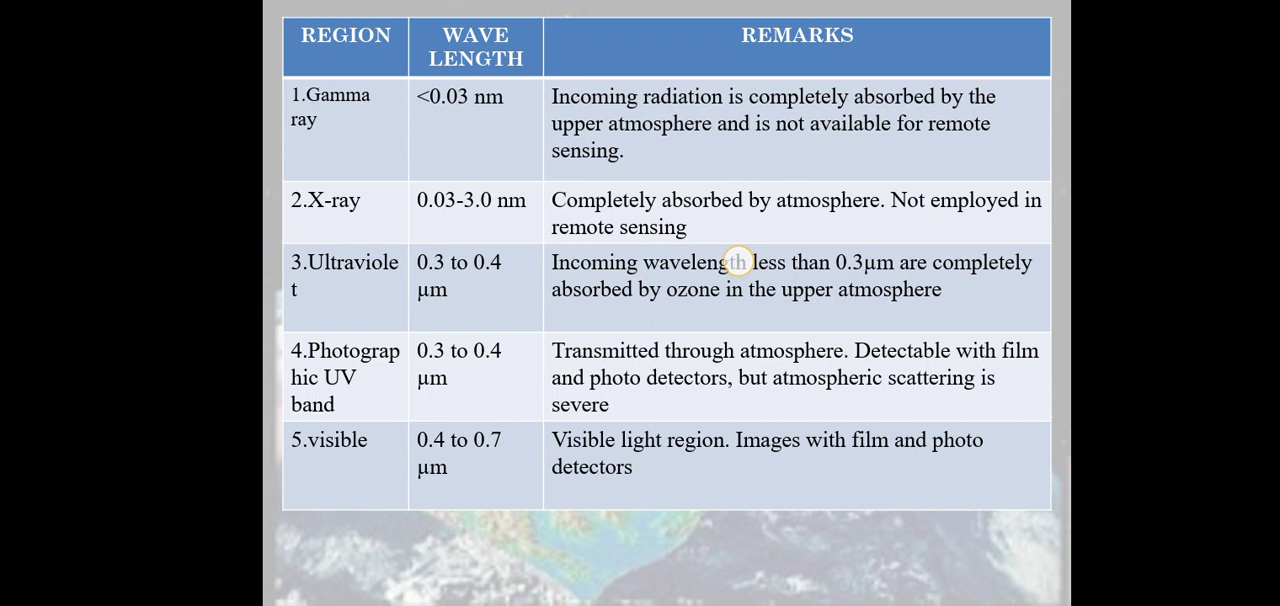 REGION
WAVE
LENGTH
REMARKS
1.Gamma
ray
<0.03 nm
Incoming radiation is completely absorbed by the
upper atmosphere and is not available for remote
sensing.
2.X-ray
0.03-3.0 nm
Completely absorbed by atmosphere. Not employed in
remote sensing
3.Ultraviole
t
0.3 to 0.4
µm
Incoming wavelength less than 0.3µm are completely
absorbed by ozone in the upper atmosphere
4.Photograp
hic UV
band
0.3 to 0.4
µm
Transmitted through atmosphere. Detectable with film
and photo detectors, but atmospheric scattering is
severe
5.visible
0.4 to 0.7
µm
Visible light region. Images with film and photo
detectors